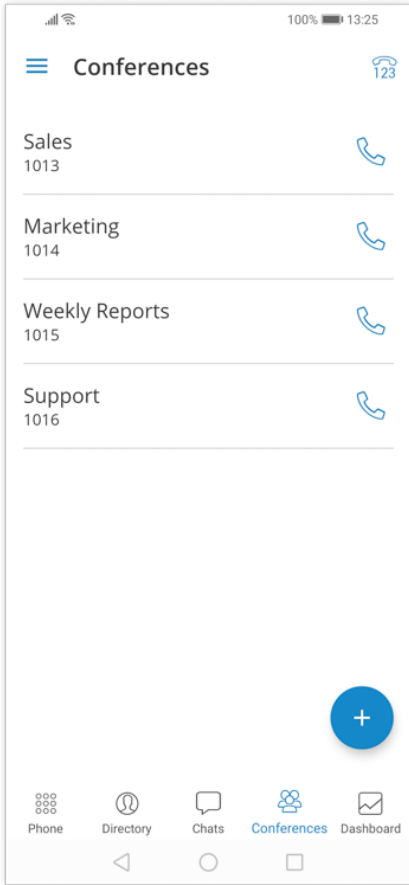 100% 13:25
Conferences
123
Sales
1013
Marketing
1014
Weekly Reports
1015
Support
1016
+
Phone Directory Chats Conferences Dashboard